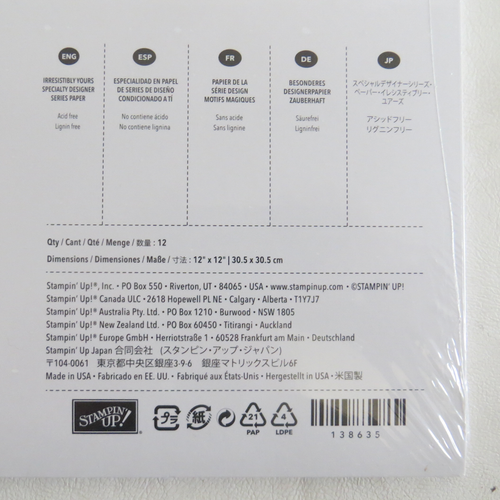 ENG
IRRESISTIBLY YOURS
SPECIALTY DESIGNER
SERIES PAPER
Acid free
Lignin free
ESP
ESPECIALIDAD EN PAPEL
DE SERIES DE DISEÑO
CONDICIONADO A TÍ
No contiene ácido
No contiene lignina
FR
PAPIER DE LA
SÉRIE DESIGN
MOTIFS MAGIQUES
Sans acide
Sans lignine
DE
BESONDERES
DESIGNERPAPIER
ZAUBERHAFT
Säurefrei
Ligninfrei
JP
スペシャルデザイナーシリーズ・
ペーパー・イレシスティブリー・
ユアーズ
アシッドフリー
リグニンフリー
Qty / Cant / Qté / Menge / 数量 : 12
Dimensions / Dimensiones / Maße / 寸法 : 12" x 12" | 30.5 x 30.5 cm
Stampin' Up!®, Inc. • PO Box 550 • Riverton, UT • 84065 • USA • www.stampinup.com • ©STAMPIN' UP!
Stampin' Up!® Canada ULC • 2618 Hopewell PL NE • Calgary • Alberta • T1Y7J7
Stampin' Up!® Australia Pty. Ltd. • PO Box 1210 • Burwood • NSW 1805
Stampin' Up!® New Zealand Ltd. • PO Box 60450 • Titirangi • Auckland
Stampin' Up!® Europe GmbH • Herriotstraße 1 • 60528 Frankfurt am Main • Deutschland
Stampin' Up Japan 合同会社 (スタンピン・アップ・ジャパン)
〒104-0061 東京都中央区銀座3-9-6 銀座マトリックスビル6F
Made in USA • Fabricado en EE. UU. • Fabriqué aux États-Unis • Hergestellt in USA • 米国製
STAMPIN' UP!
プラ
紙
21
PAP
4
LDPE
138635